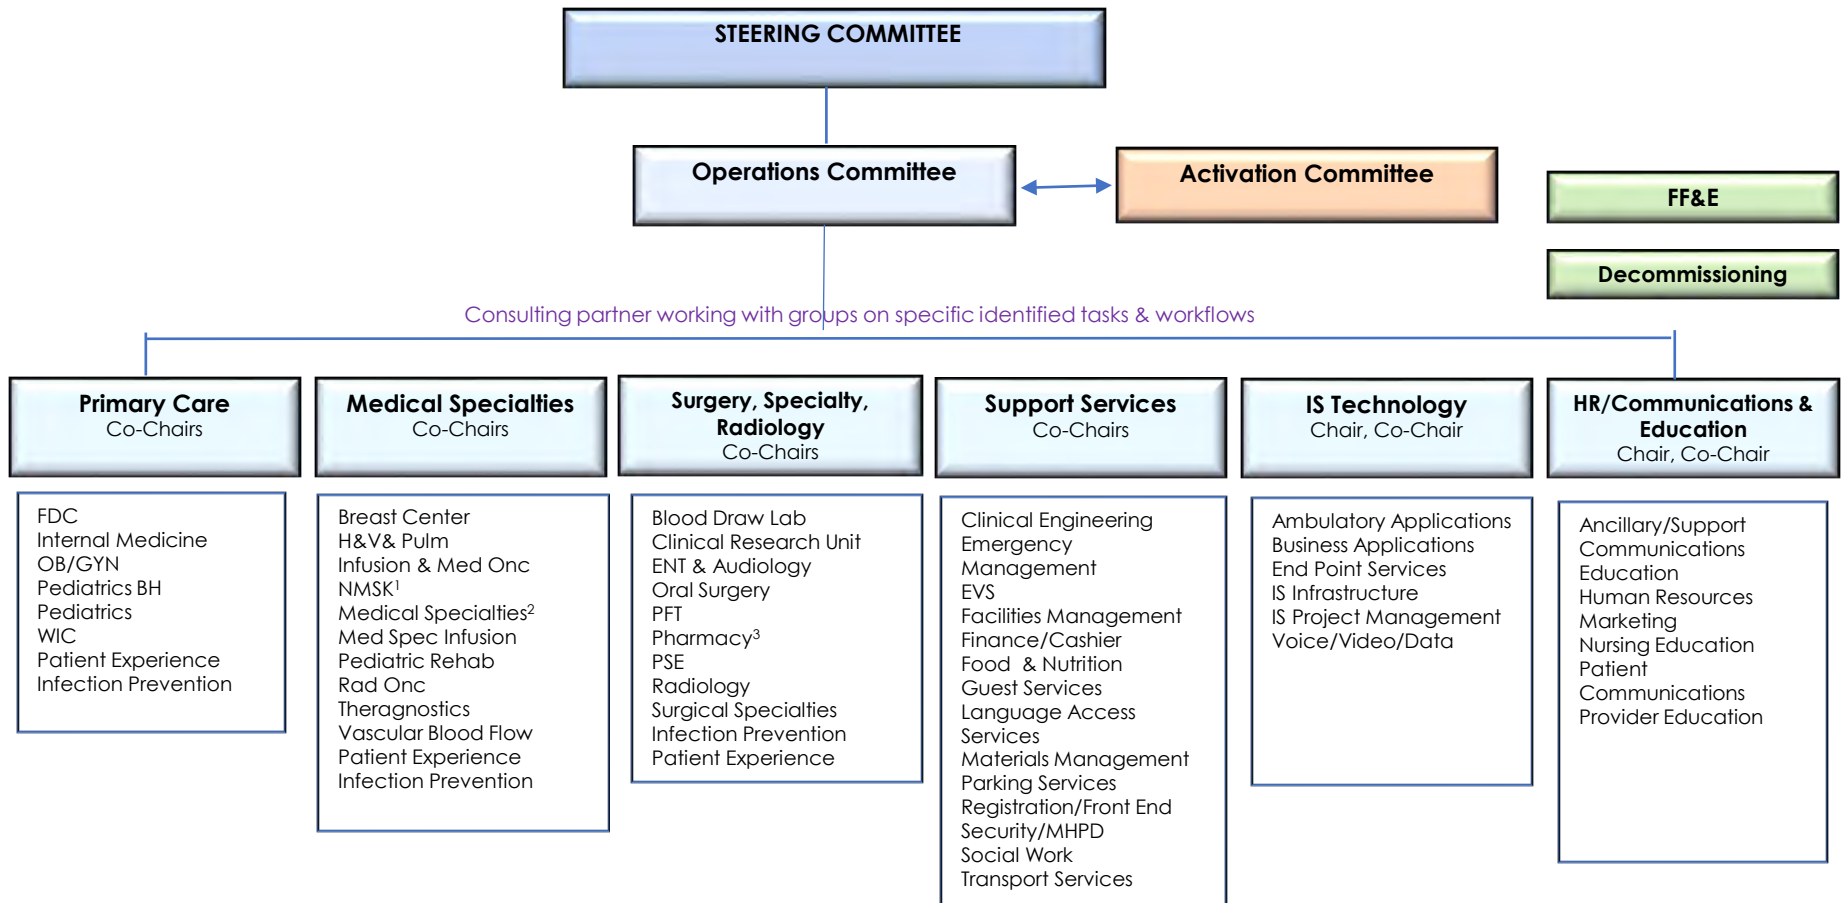 STEERING COMMITTEE
Operations Committee
Activation Committee
FF&E
Decommissioning
Consulting partner working with groups on specific identified tasks & workflows
Primary Care
Co-Chairs
FDC
Internal Medicine
OB/GYN
Pediatrics BH
Pediatrics
WIC
Patient Experience
Infection Prevention
Medical Specialties
Co-Chairs
Breast Center
H&V& Pulm
Infusion & Med Onc
NMSK¹
Medical Specialties²
Med Spec Infusion
Pediatric Rehab
Rad Onc
Theragnostics
Vascular Blood Flow
Patient Experience
Infection Prevention
Surgery, Specialty,
Radiology
Co-Chairs
Blood Draw Lab
Clinical Research Unit
ENT & Audiology
Oral Surgery
PFT
Pharmacy³
PSE
Radiology
Surgical Specialties
Infection Prevention
Patient Experience
Support Services
Co-Chairs
Clinical Engineering
Emergency
Management
EVS
Facilities Management
Finance/Cashier
Food & Nutrition
Guest Services
Language Access
Services
Materials Management
Parking Services
Registration/Front End
Security/MHPD
Social Work
Transport Services
IS Technology
Chair, Co-Chair
Ambulatory Applications
Business Applications
End Point Services
IS Infrastructure
IS Project Management
Voice/Video/Data
HR/Communications &
Education
Chair, Co-Chair
Ancillary/Support
Communications
Education
Human Resources
Marketing
Nursing Education
Patient
Communications
Provider Education